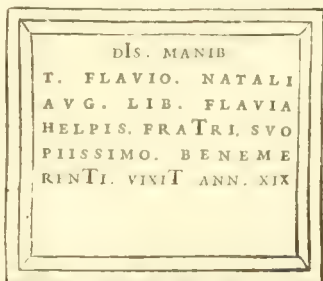 dIS. MANIB
T. FLAVIO. NATALI
AVG. LIB. FLAVIA
HELPIS. FRATRI. SVO
PIISSIMO. BENEME
RENTI. VIXIT ANN. XIX